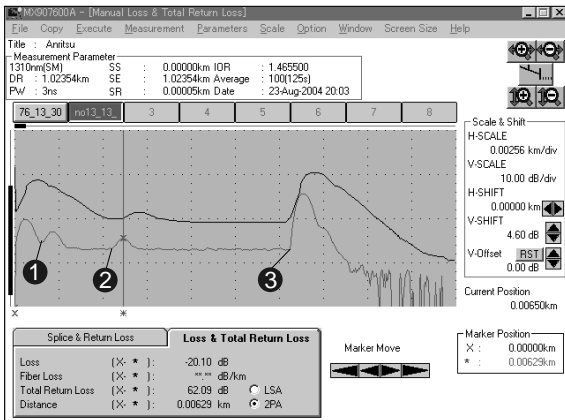 MX907600A - [Manual Loss & Total Return Loss]
File Copy Execute Measurement Parameters Scale Option Window Screen Size Help
Title : Anritsu
Measurement Parameter
1310nm(SM) SS : 0.00000km IOR : 1.465500
DR : 1.02354km SE : 1.02354km Average : 100(125s)
PW : 3ns SR : 0.00005km Date : 23-Aug-2004 20:03
76_13_30 no13_13_ 3 4 5 6 7 8
Scale & Shift
H-SCALE
0.00256 km/div
V-SCALE
10.00 dB/div
H-SHIFT
0.00000 km
V-SHIFT
4.60 dB
V-Offset RST
0.00 dB
1 2 3
Current Position
0.00650km
X *
Splice & Return Loss Loss & Total Return Loss
Loss (X- * ): -20.10 dB
Fiber Loss (X- * ): **.** dB/km
Total Return Loss (X- * ): 62.09 dB LSA
Distance (X- * ): 0.00629 km 2PA
Marker Move
Marker Position
X : 0.00000km
* : 0.00629km